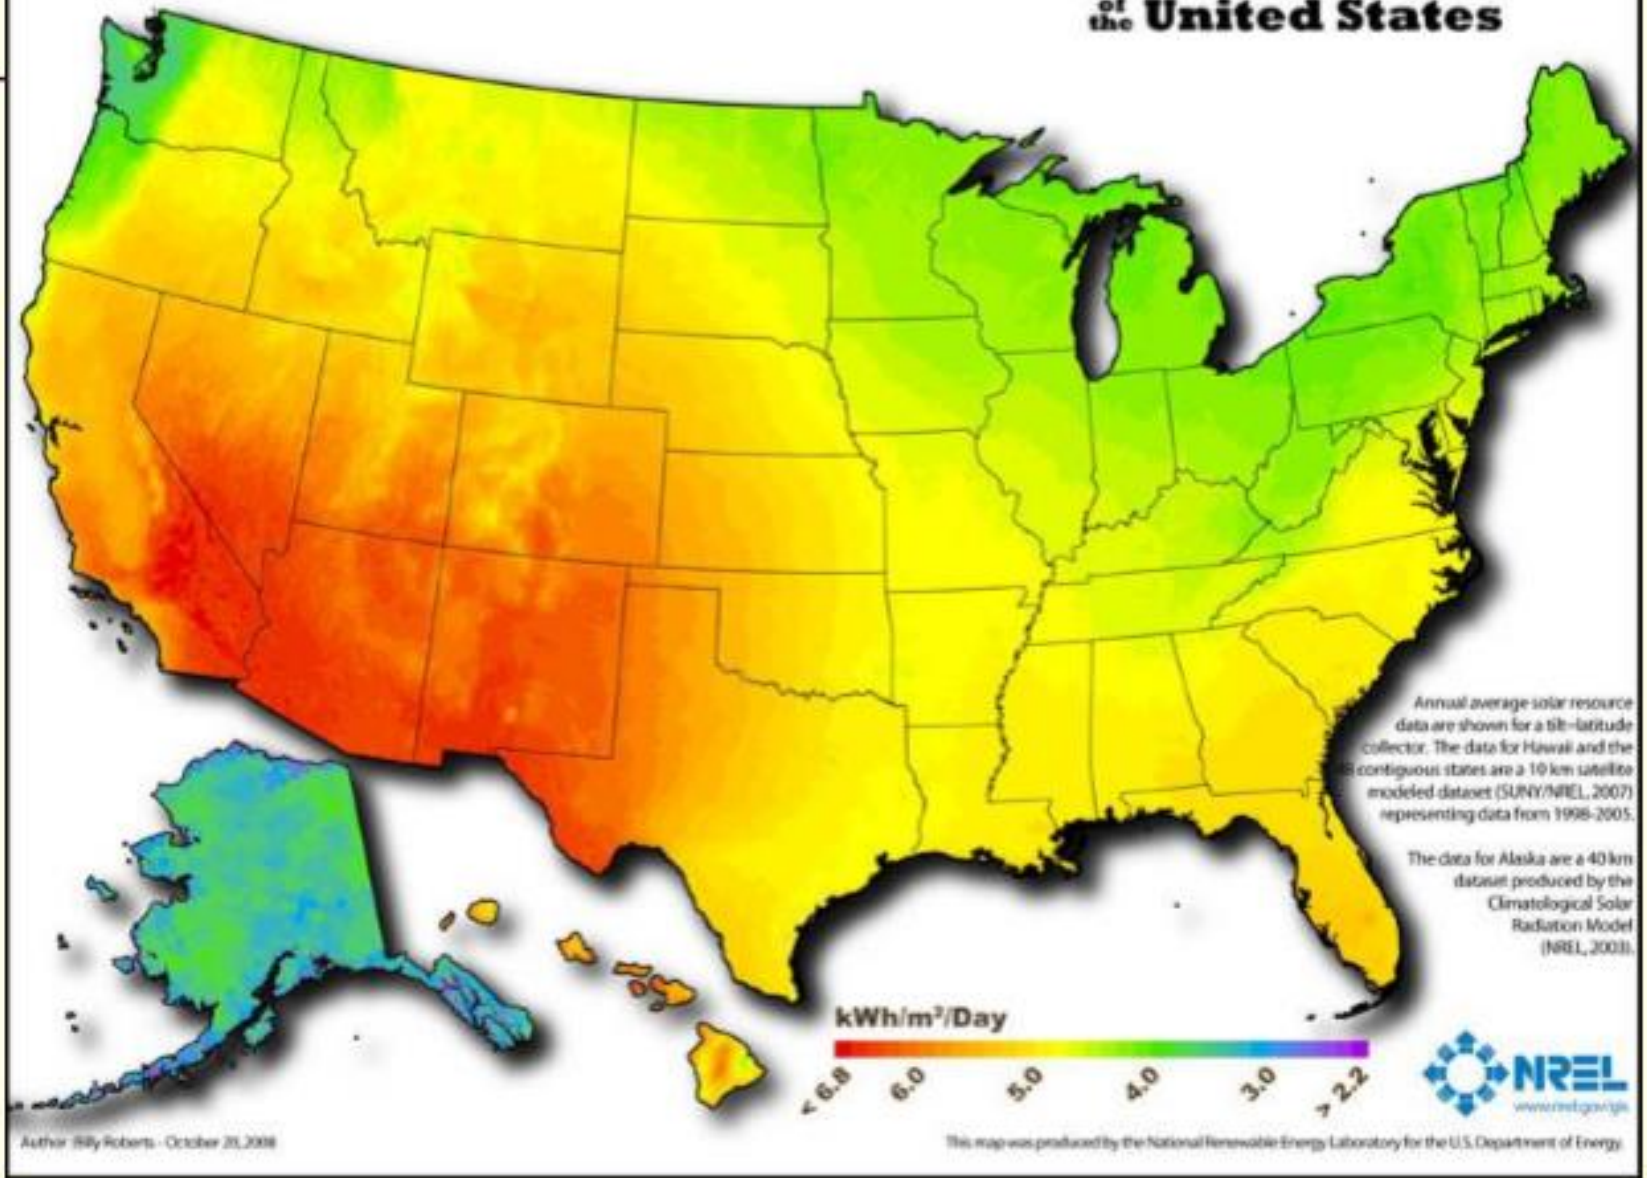 of
the United States
Annual average solar resource
data are shown for a tilt-latitude
collector. The data for Hawaii and the
contiguous states are a 10 km satellite
modeled dataset (SUNY/NREL, 2007)
representing data from 1998-2005.
The data for Alaska are a 40 km
dataset produced by the
Climatological Solar
Radiation Model
(NREL, 2003).
kWh/m²/Day
< 6.8
6.0
5.0
4.0
3.0
> 2.2
NREL
www.nrel.gov/gis
Author : Billy Roberts - October 20, 2008
This map was produced by the National Renewable Energy Laboratory for the U.S. Department of Energy.